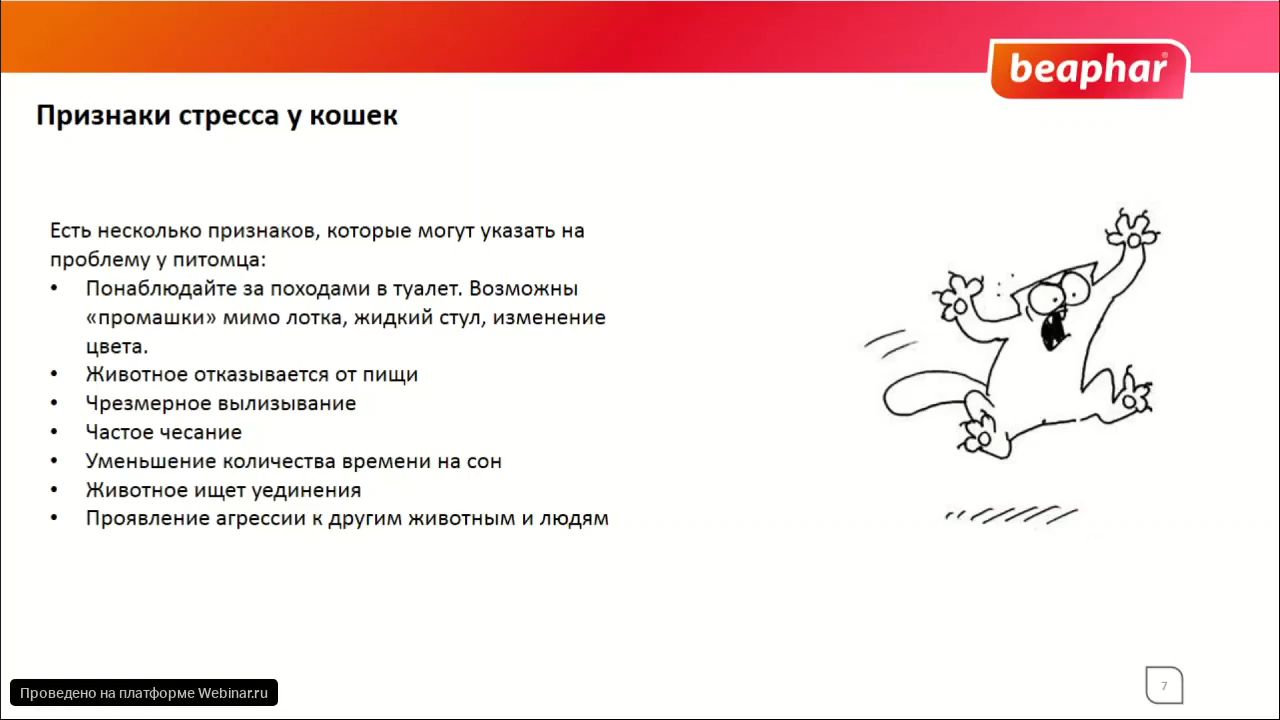 beaphar®
Признаки стресса у кошек
Есть несколько признаков, которые могут указать на
проблему у питомца:
• Понаблюдайте за походами в туалет. Возможны
«промашки» мимо лотка, жидкий стул, изменение
цвета.
• Животное отказывается от пищи
• Чрезмерное вылизывание
• Частое чесание
• Уменьшение количества времени на сон
• Животное ищет уединения
• Проявление агрессии к другим животным и людям
Проведено на платформе Webinar.ru
7